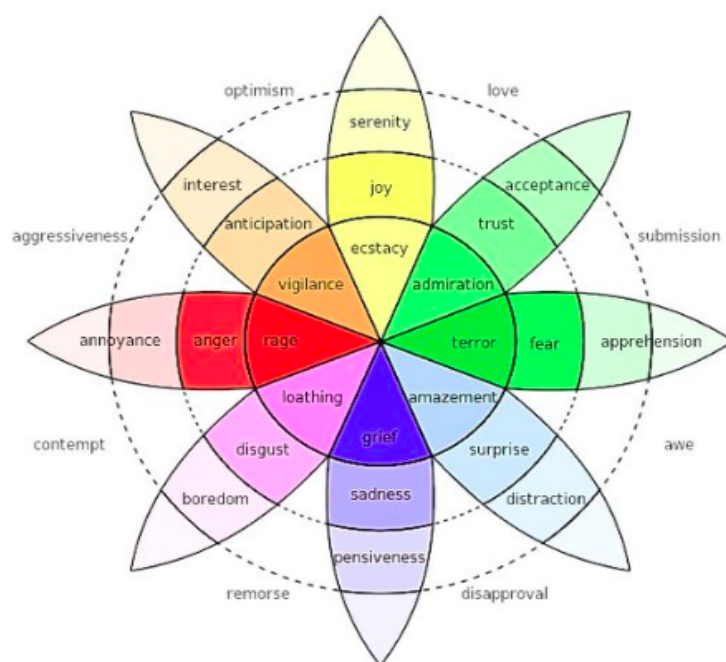 optimism
love
serenity
interest
acceptance
joy
anticipation
trust
aggressiveness
submission
ecstacy
vigilance
admiration
annoyance
anger
rage
terror
fear
apprehension
loathing
amazement
grief
contempt
awe
disgust
surprise
boredom
sadness
distraction
pensiveness
remorse
disapproval